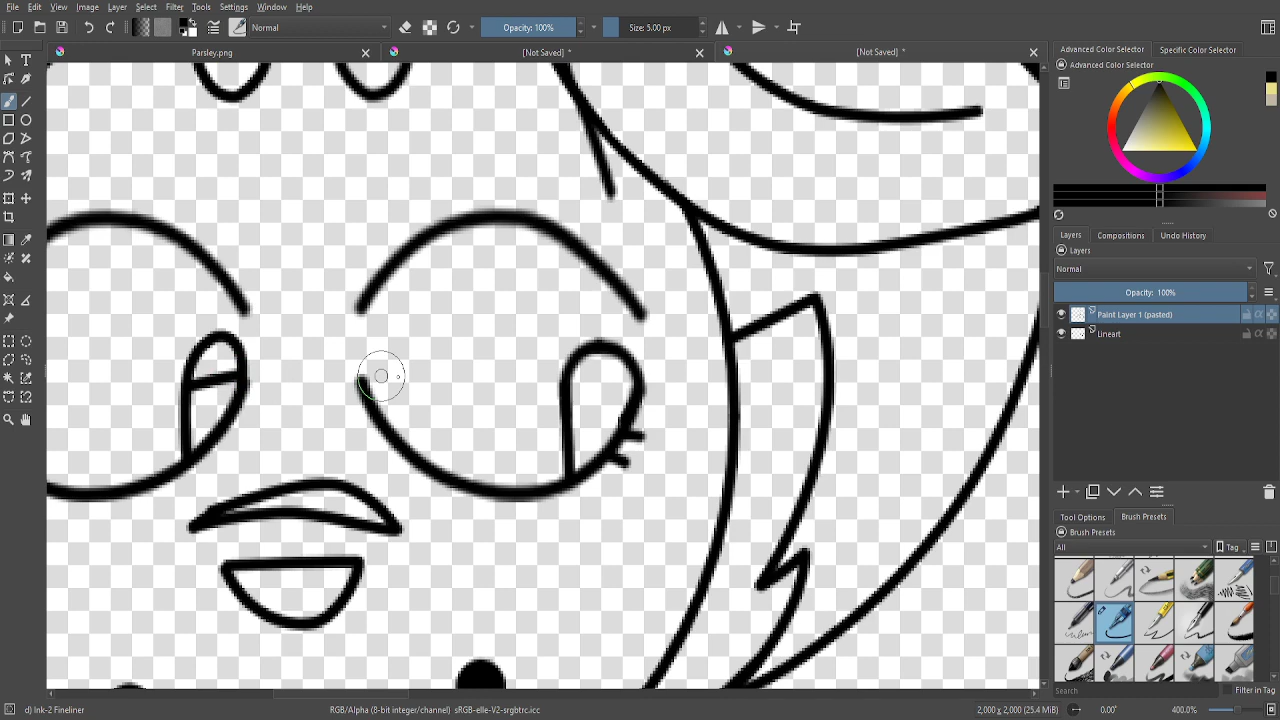 File Edit View Image Layer Select Filter Tools Settings Window Help
Normal Opacity: 100% Size: 5.00 px
Parsley.png [Not Saved] * [Not Saved] *
Advanced Color Selector Specific Color Selector
Advanced Color Selector
Layers Compositions Undo History
Layers
Normal
Opacity: 100%
Paint Layer 1 (pasted)
Lineart
Tool Options Brush Presets
Brush Presets
All Tag
Search Filter in Tag
d) Ink-2 Fineliner RGB/Alpha (8-bit integer/channel) sRGB-elle-V2-srgbtrc.icc 2,000 x 2,000 (25.4 MiB) 0.00° 400.0%